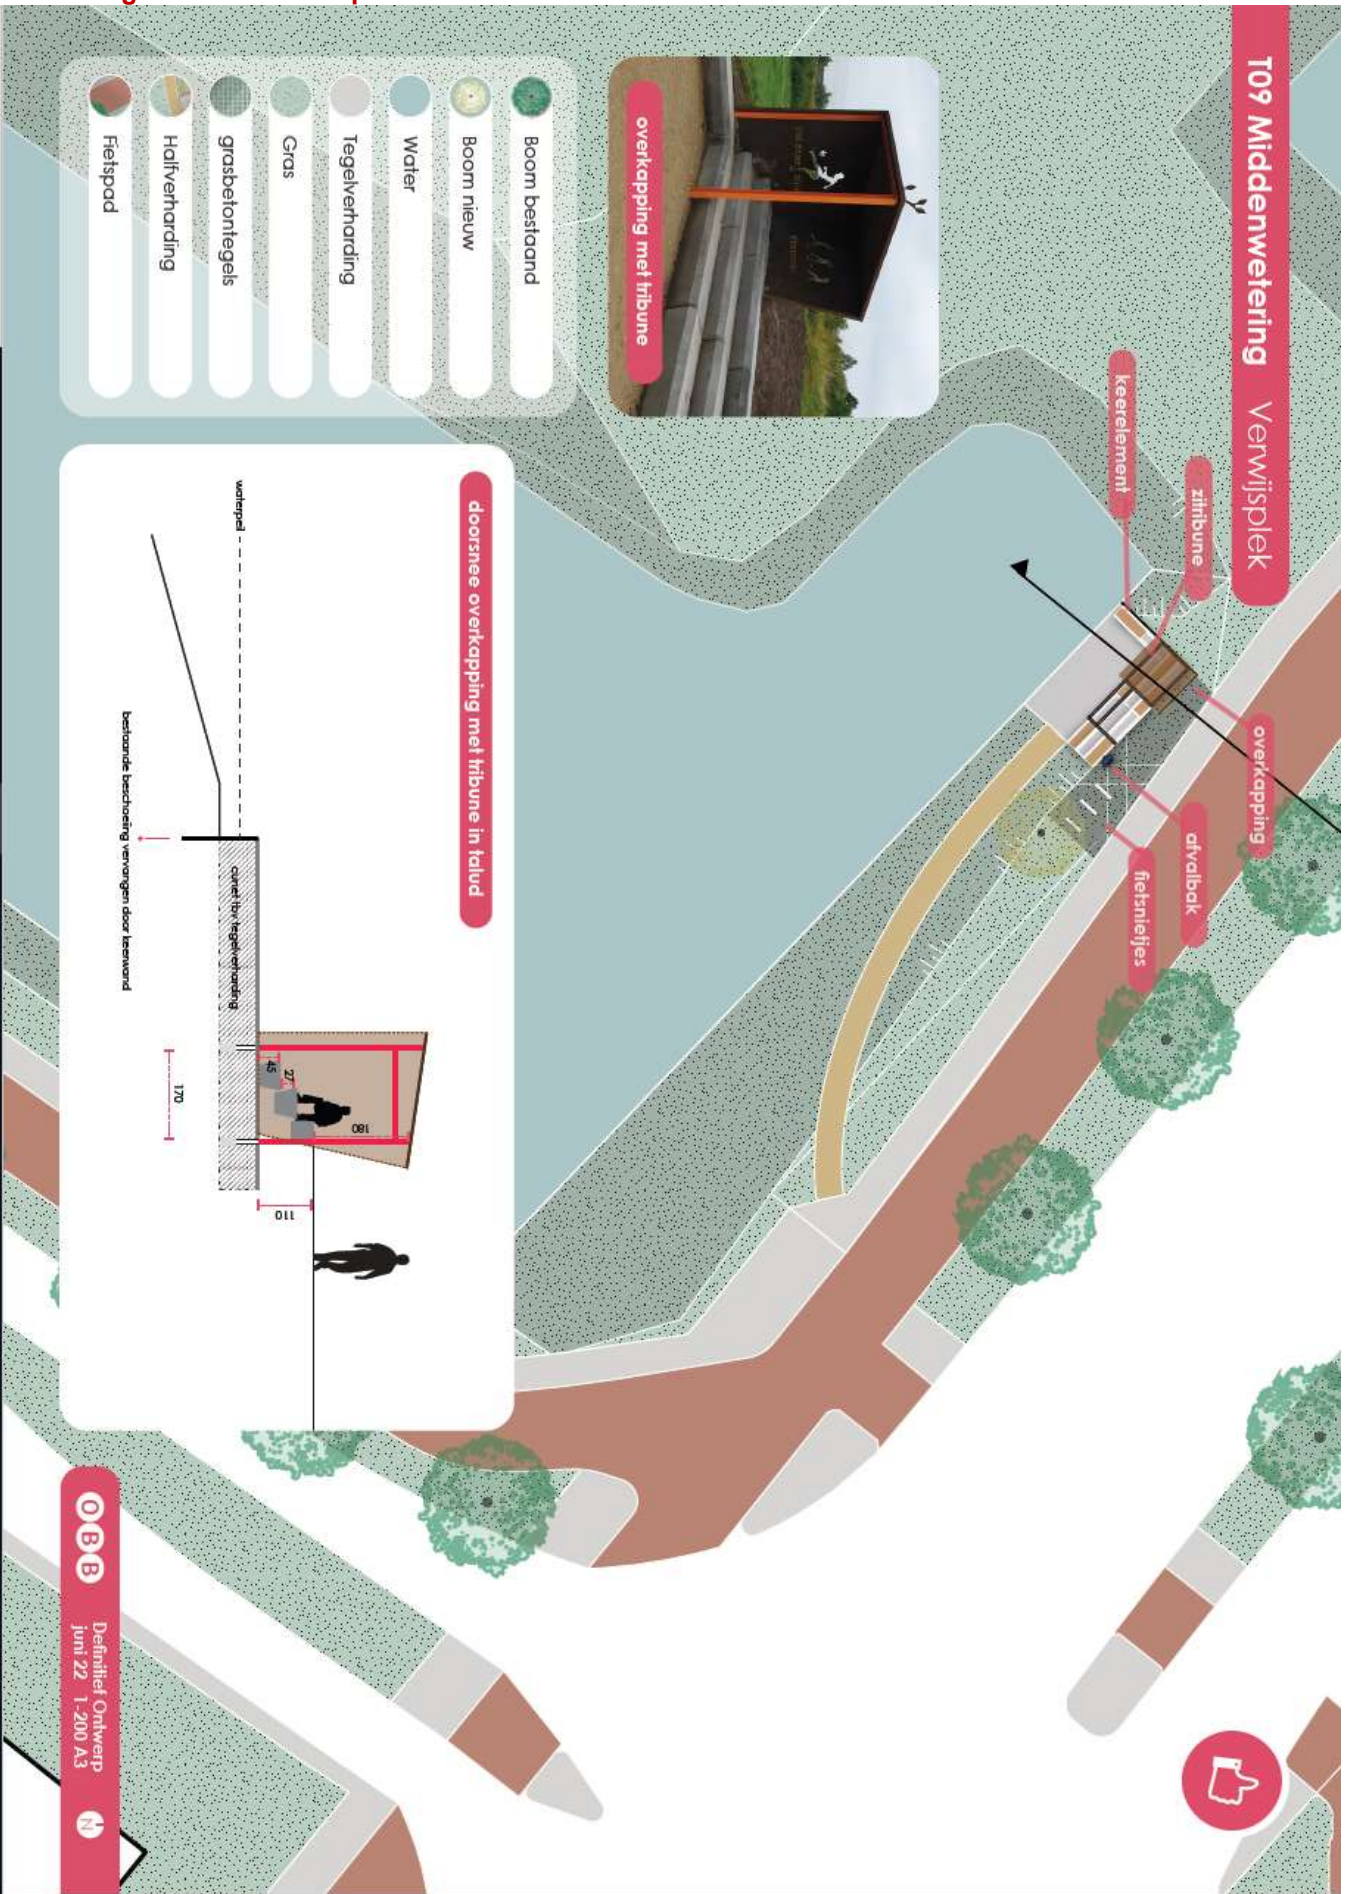 T09 Middenwetering Verwijsplek
keerelement
zitribune
overkapping
afvalbak
fietsnietjes
overkapping met tribune
Boom bestaand
Boom nieuw
Water
Tegelverharding
Gras
grasbetontegels
Halfverharding
Fietspad
doorsnee overkapping met tribune in talud
waterpeil
cunet tbv tegelverharding
bestaande beschoeiing vervangen door keerwand
45
27
180
170
110
OBB
Definitief Ontwerp
juni 22 1-200 A3
N